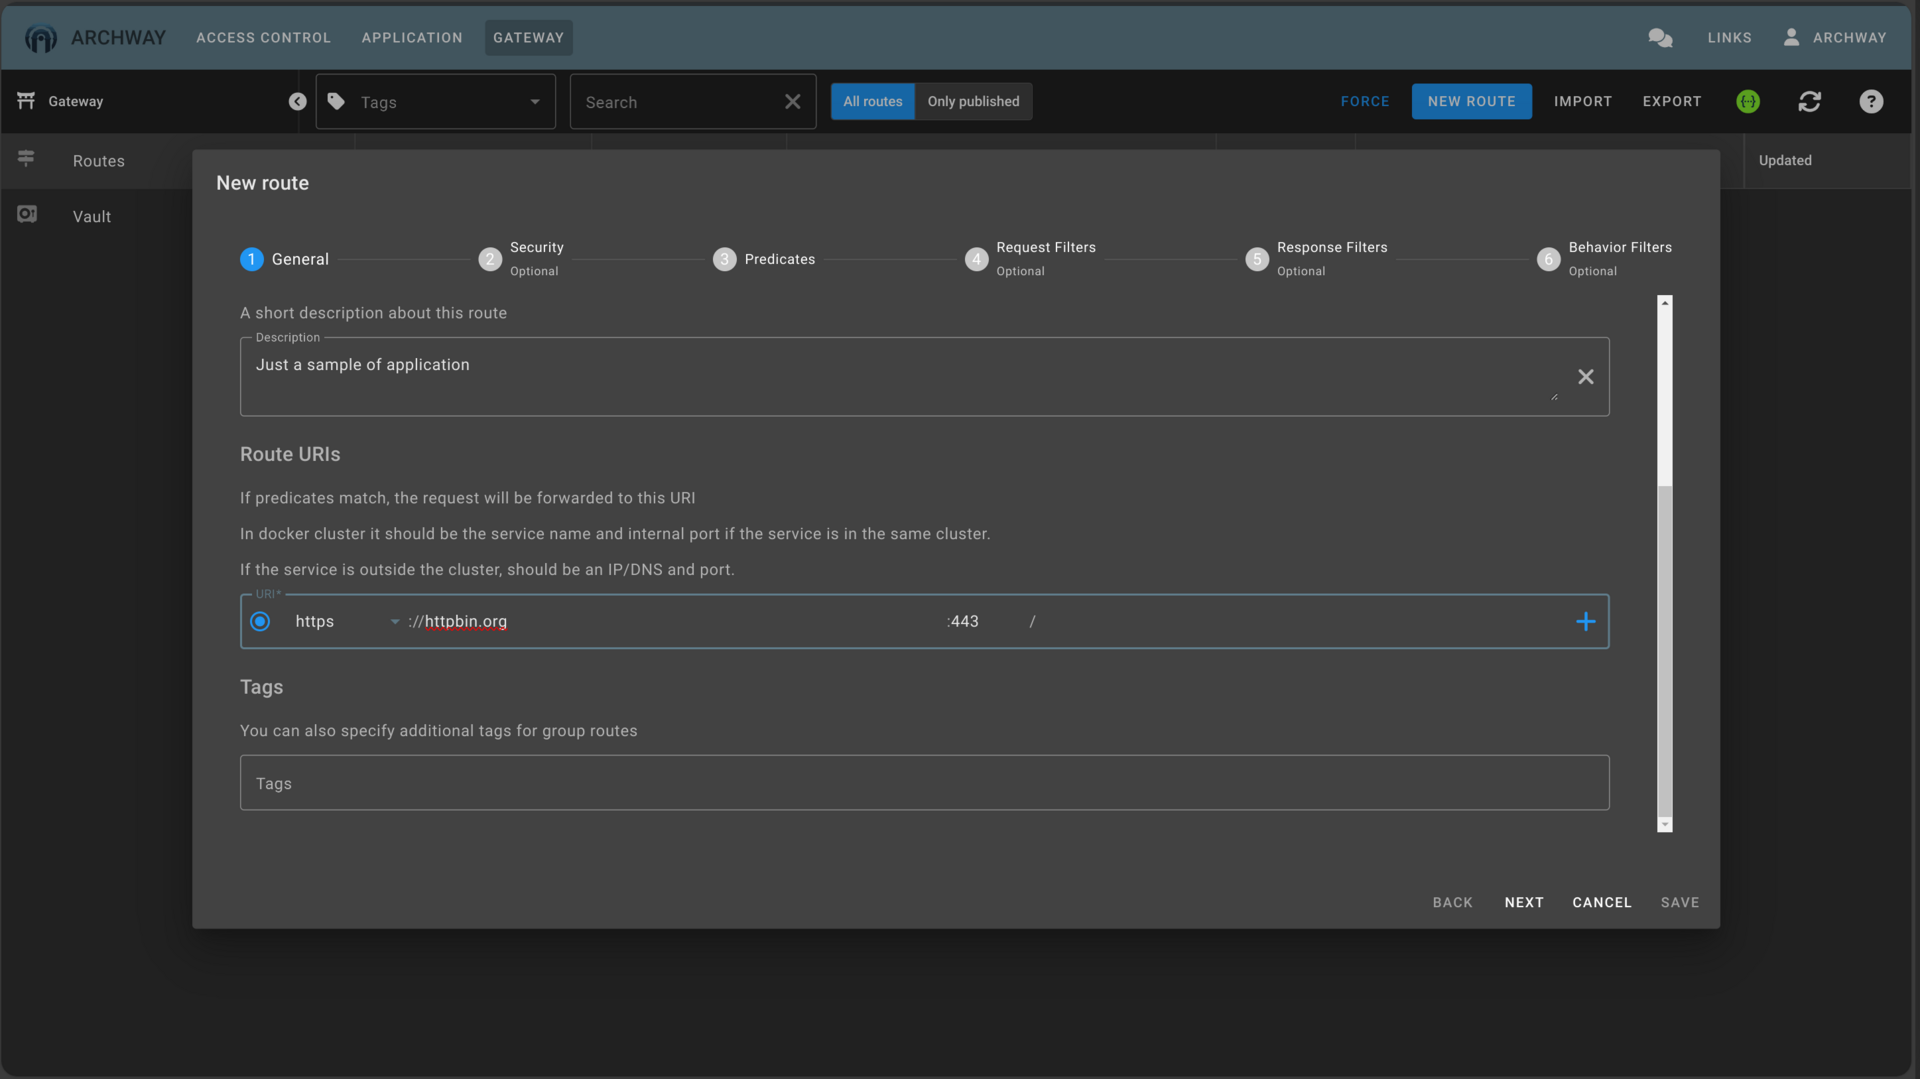 ARCHWAY ACCESS CONTROL APPLICATION GATEWAY LINKS ARCHWAY
Gateway Tags Search All routes Only published FORCE NEW ROUTE IMPORT EXPORT {··} ?
Routes Updated
Vault
New route
1 General 2 Security 3 Predicates 4 Request Filters 5 Response Filters 6 Behavior Filters
Optional Optional Optional Optional
A short description about this route
Description
Just a sample of application
Route URIs
If predicates match, the request will be forwarded to this URI
In docker cluster it should be the service name and internal port if the service is in the same cluster.
If the service is outside the cluster, should be an IP/DNS and port.
URI*
https ://httpbin.org :443 /
Tags
You can also specify additional tags for group routes
Tags
BACK NEXT CANCEL SAVE